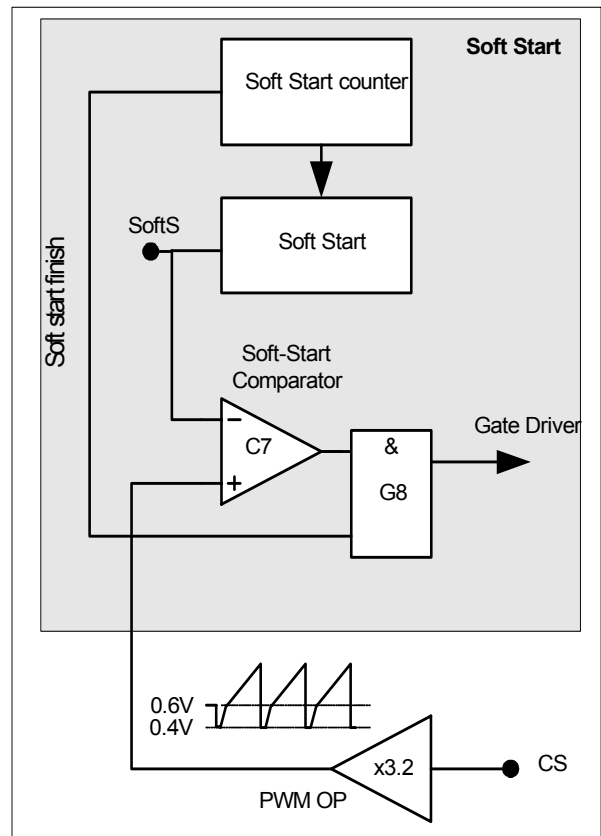 Soft Start
Soft Start counter
SoftS
Soft Start
Soft start finish
Soft-Start
Comparator
−
C7
+
&
G8
Gate Driver
0.6V
0.4V
x3.2
CS
PWM OP